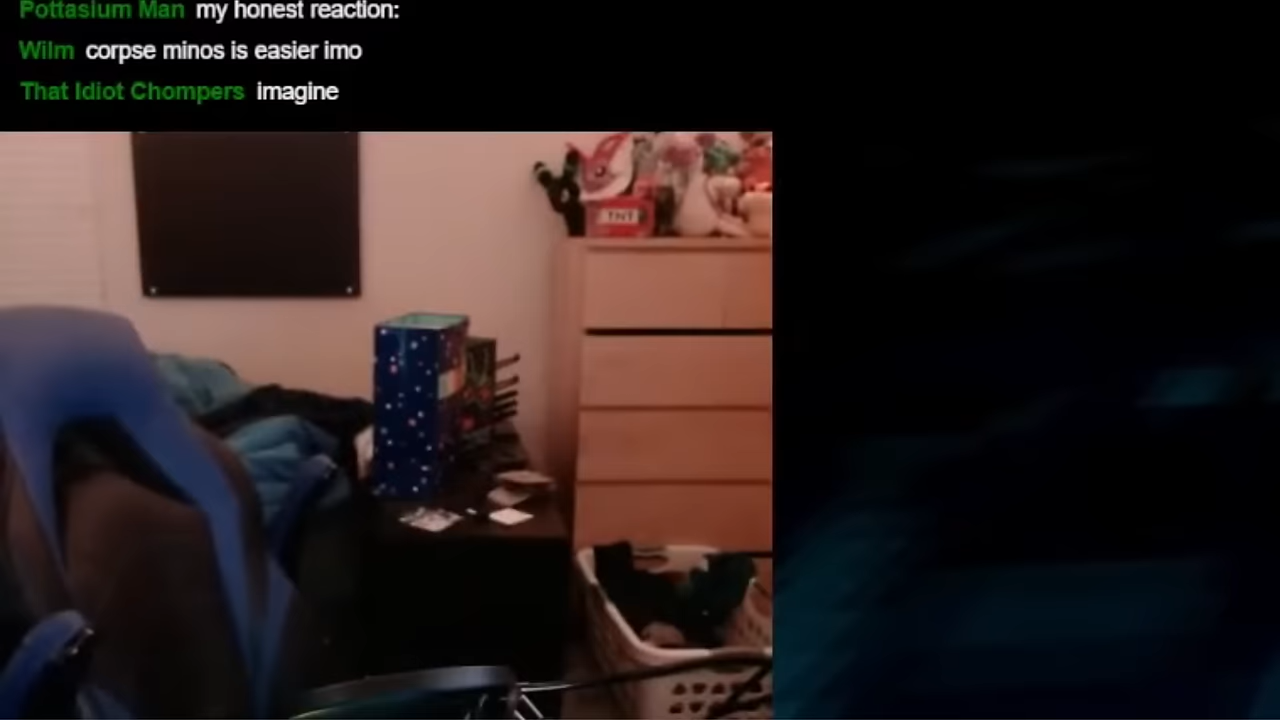 Pottasium Man my honest reaction:
Wilm corpse minos is easier imo
That Idiot Chompers imagine
TNT